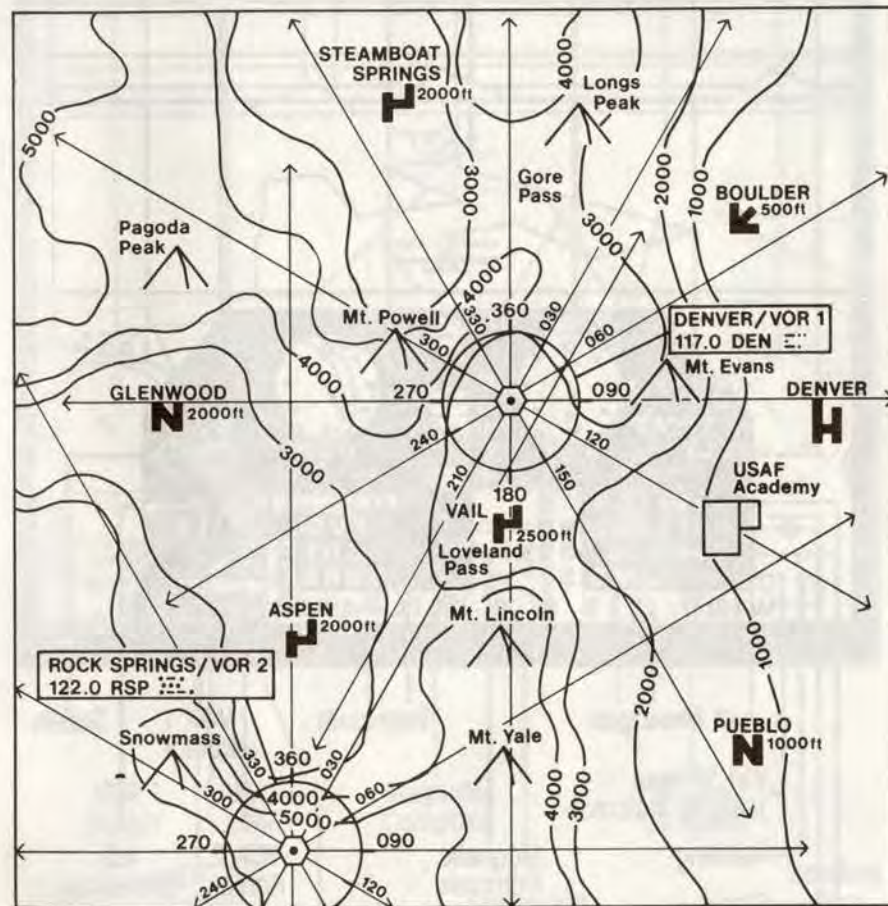 STEAMBOAT
SPRINGS
2000ft
4000
Longs
Peak
5000
3000
Gore
Pass
2000
1000
BOULDER
500ft
Pagoda
Peak
3000
4000
Mt. Powell
330
.360
030
300
060
DENVER/VOR 1
117.0 DEN
Mt. Evans
GLENWOOD
2000ft
4000
270
090
DENVER
240
120
3000
210
150
USAF
Academy
180
VAIL
2500ft
Loveland
Pass
ASPEN
2000ft
Mt. Lincoln
1000
ROCK SPRINGS/VOR 2
122.0 RSP
2000
Snowmass
Mt. Yale
PUEBLO
1000ft
330
360
030
300
4000
060
5000
4000
3000
270
090
240
120